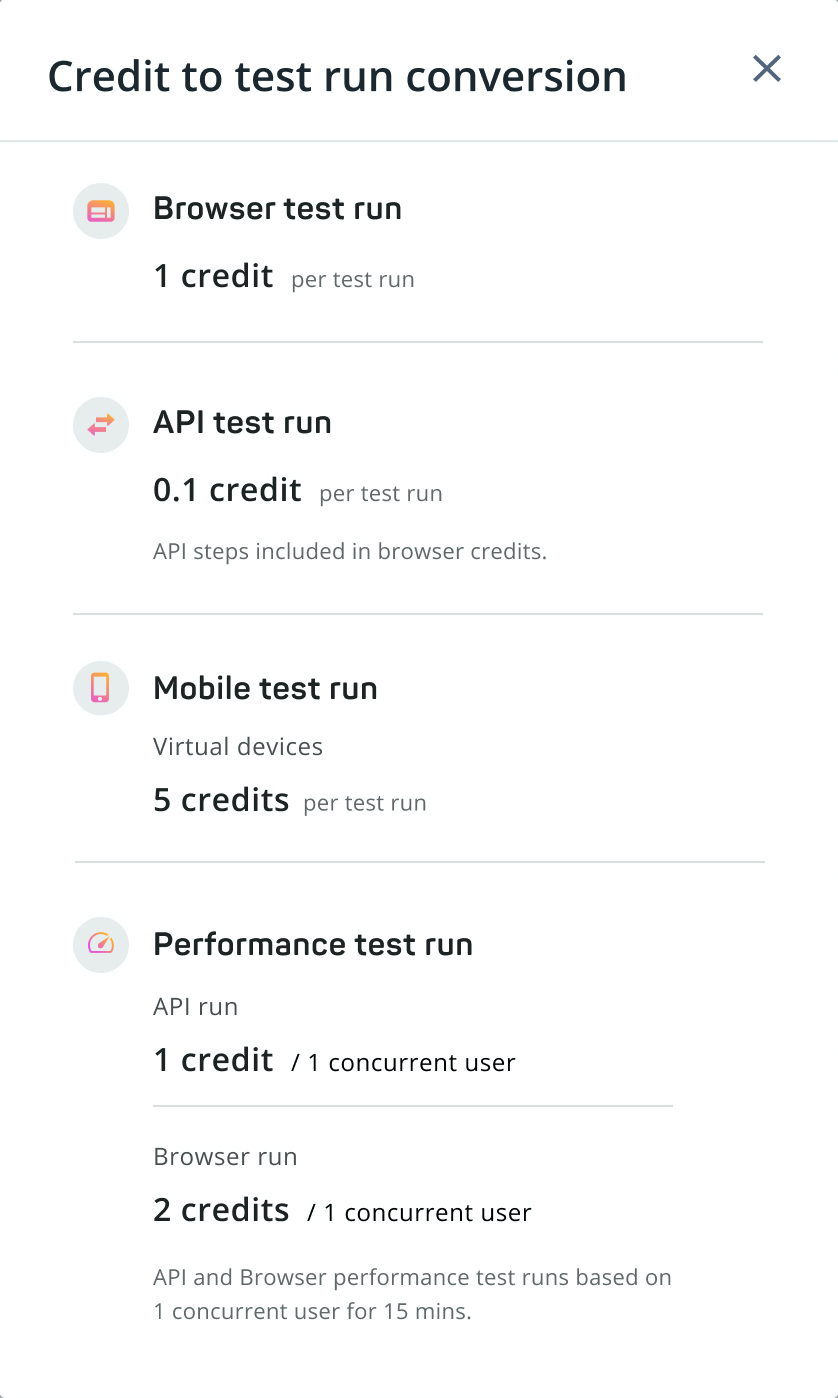 Credit to test run conversion
Browser test run
1 credit per test run
API test run
0.1 credit per test run
API steps included in browser credits.
Mobile test run
Virtual devices
5 credits per test run
Performance test run
API run
1 credit / 1 concurrent user
Browser run
2 credits / 1 concurrent user
API and Browser performance test runs based on
1 concurrent user for 15 mins.